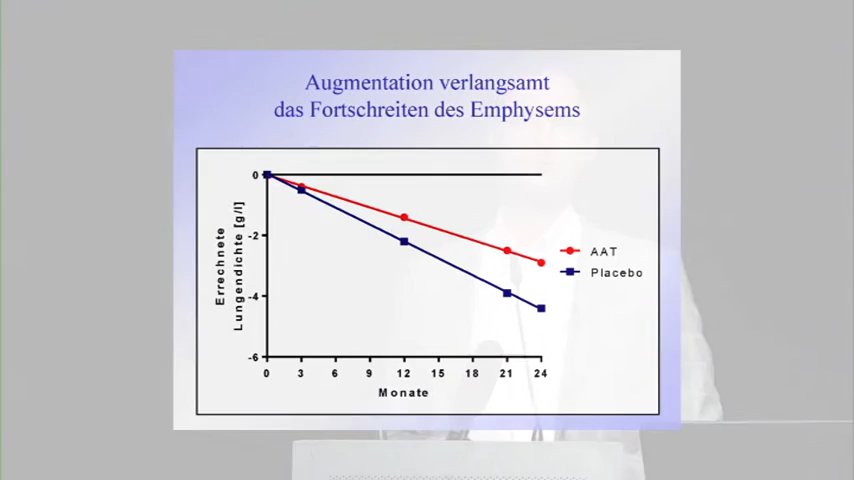 Augmentation verlangsamt
das Fortschreiten des Emphysems
Errechnete
Lungendichte [g/l]
0
-2
-4
-6
0 3 6 9 12 15 18 21 24
Monate
AAT
Placebo